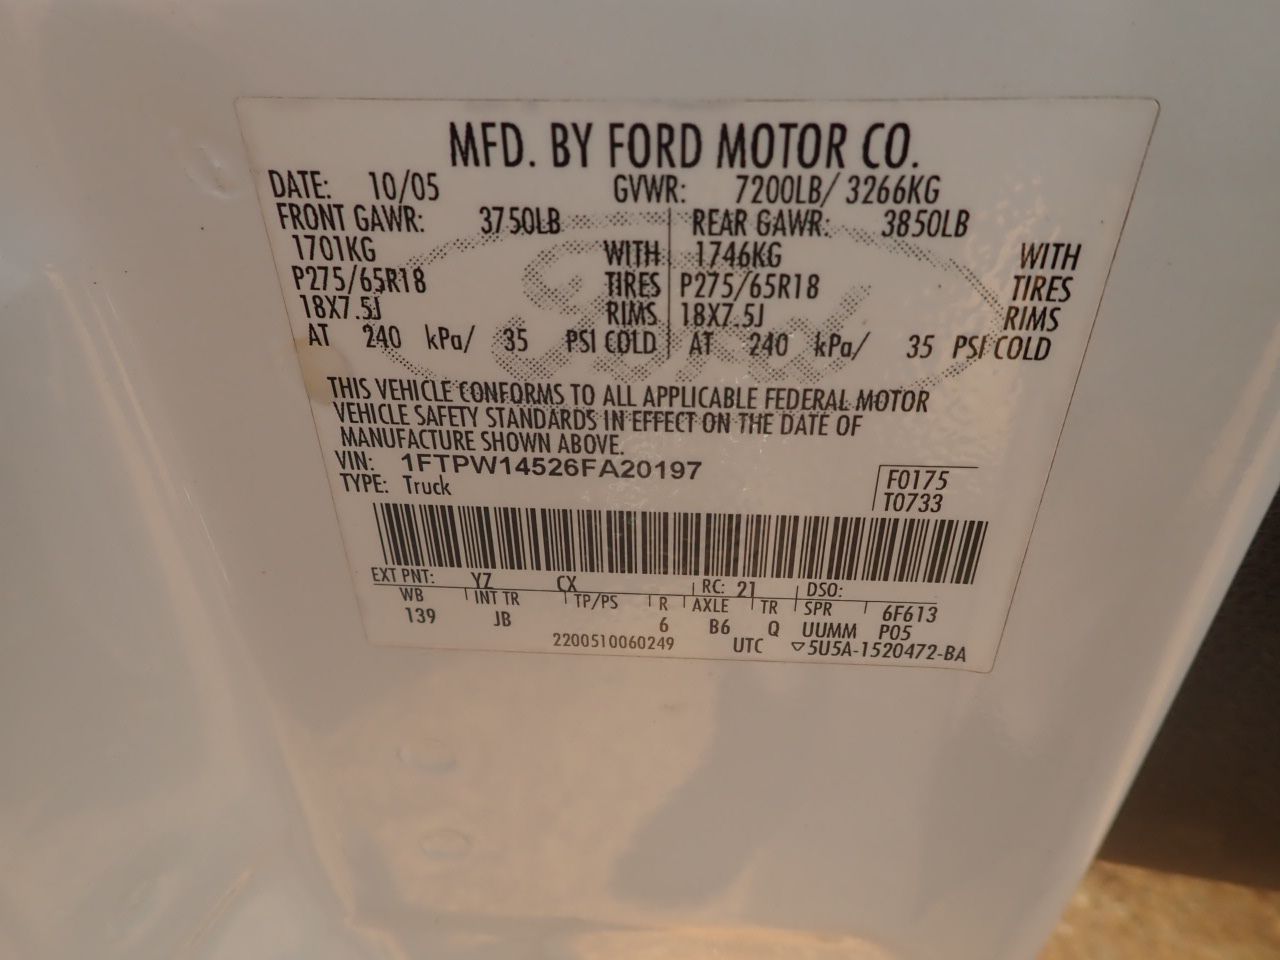 MFD. BY FORD MOTOR CO.
DATE: 10/05 GVWR: 7200LB/ 3266KG
FRONT GAWR: 3750LB REAR GAWR: 3850LB
1701KG WITH 1746KG WITH
P275/65R18 TIRES P275/65R18 TIRES
18X7.5J RIMS 18X7.5J RIMS
AT 240 kPa/ 35 PSI COLD AT 240 kPa/ 35 PSI COLD
THIS VEHICLE CONFORMS TO ALL APPLICABLE FEDERAL MOTOR
VEHICLE SAFETY STANDARDS IN EFFECT ON THE DATE OF
MANUFACTURE SHOWN ABOVE.
VIN: 1FTPW14526FA20197
TYPE: Truck
F0175
T0733
EXT PNT: YZ CX RC: 21 DSO:
WB INT TR TP/PS R AXLE TR SPR 6F613
139 JB 6 B6 Q UUMM P05
2200510060249 UTC ▽5U5A-1520472-BA